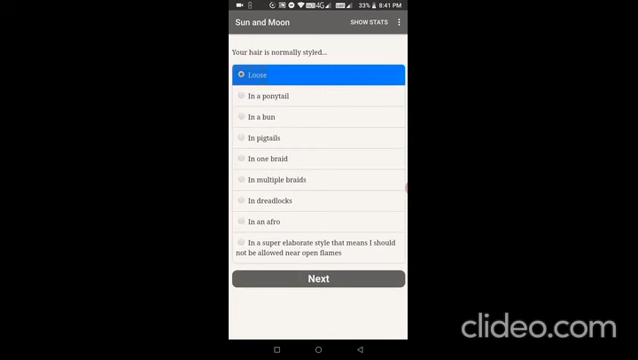 4G 33% 8:41 PM
Sun and Moon SHOW STATS
Your hair is normally styled...
Loose
In a ponytail
In a bun
In pigtails
In one braid
In multiple braids
In dreadlocks
In an afro
In a super elaborate style that means I should
not be allowed near open flames
Next
clideo.com